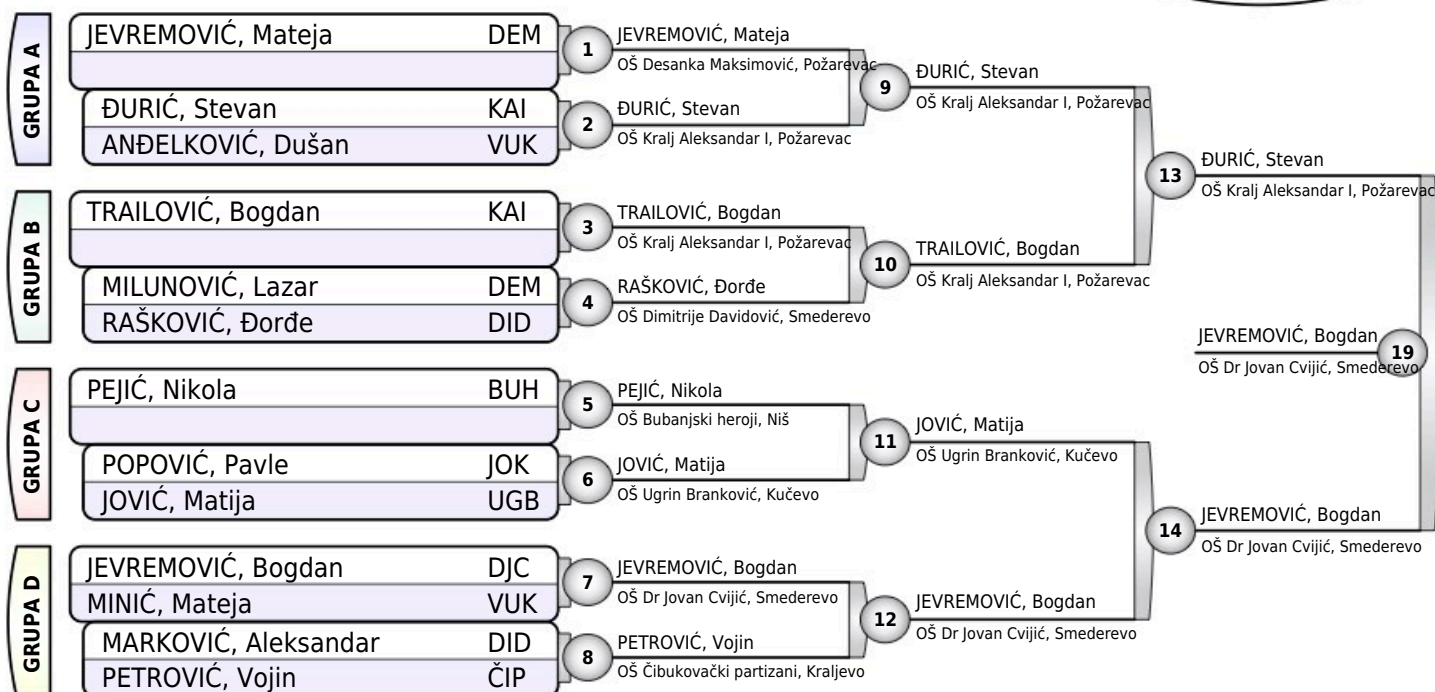 GRUPA A
JEVREMOVIĆ, Mateja DEM
ĐURIĆ, Stevan KAI
ANĐELKOVIĆ, Dušan VUK
GRUPA B
TRAILOVIĆ, Bogdan KAI
MILUNOVIĆ, Lazar DEM
RAŠKOVIĆ, Đorđe DID
GRUPA C
PEJIĆ, Nikola BUH
POPOVIĆ, Pavle JOK
JOVIĆ, Matija UGB
GRUPA D
JEVREMOVIĆ, Bogdan DJC
MINIĆ, Mateja VUK
MARKOVIĆ, Aleksandar DID
PETROVIĆ, Vojin ČIP
1
JEVREMOVIĆ, Mateja
OŠ Desanka Maksimović, Požarevac
2
ĐURIĆ, Stevan
OŠ Kralj Aleksandar I, Požarevac
3
TRAILOVIĆ, Bogdan
OŠ Kralj Aleksandar I, Požarevac
4
RAŠKOVIĆ, Đorđe
OŠ Dimitrije Davidović, Smederevo
5
PEJIĆ, Nikola
OŠ Bubanjski heroji, Niš
6
JOVIĆ, Matija
OŠ Ugrin Branković, Kučevo
7
JEVREMOVIĆ, Bogdan
OŠ Dr Jovan Cvijić, Smederevo
8
PETROVIĆ, Vojin
OŠ Čibukovački partizani, Kraljevo
9
ĐURIĆ, Stevan
OŠ Kralj Aleksandar I, Požarevac
10
TRAILOVIĆ, Bogdan
OŠ Kralj Aleksandar I, Požarevac
11
JOVIĆ, Matija
OŠ Ugrin Branković, Kučevo
12
JEVREMOVIĆ, Bogdan
OŠ Dr Jovan Cvijić, Smederevo
13
ĐURIĆ, Stevan
OŠ Kralj Aleksandar I, Požarevac
14
JEVREMOVIĆ, Bogdan
OŠ Dr Jovan Cvijić, Smederevo
JEVREMOVIĆ, Bogdan
OŠ Dr Jovan Cvijić, Smederevo
19